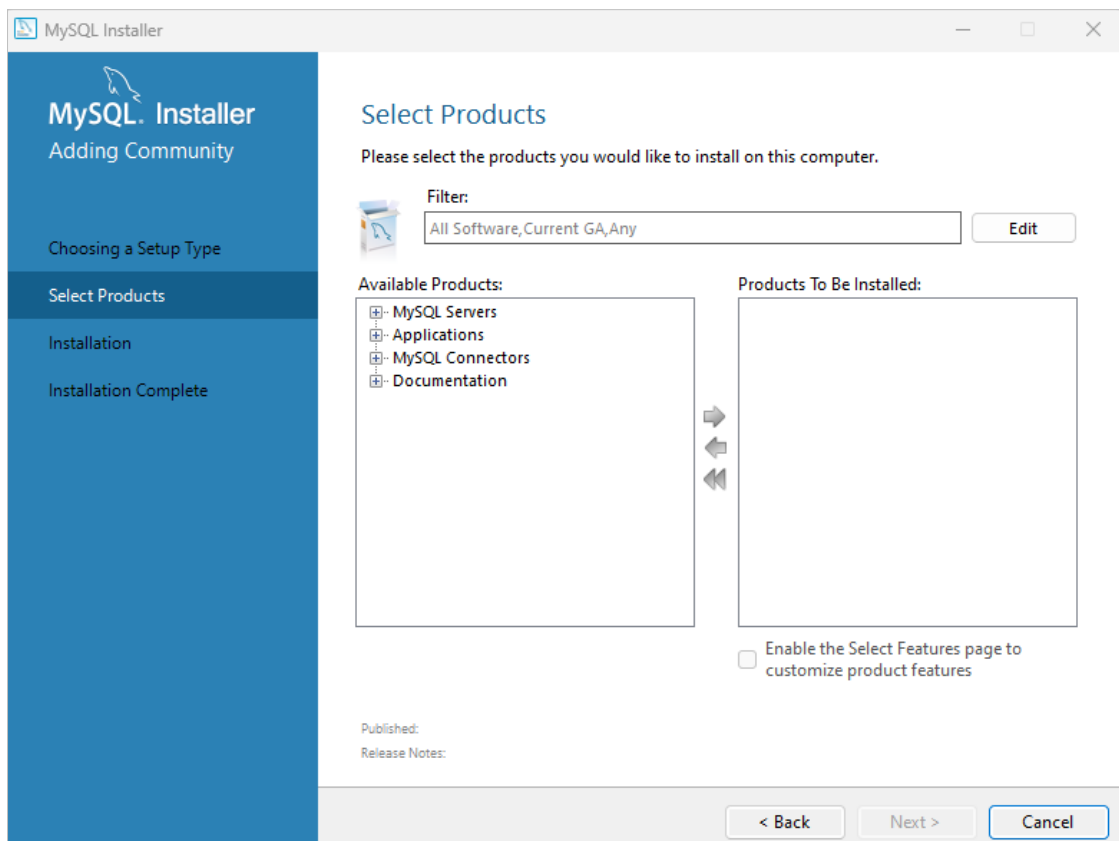 MySQL Installer
MySQL. Installer
Adding Community
Choosing a Setup Type
Select Products
Installation
Installation Complete
Select Products
Please select the products you would like to install on this computer.
Filter:
All Software,Current GA,Any
Edit
Available Products:
MySQL Servers
Applications
MySQL Connectors
Documentation
Products To Be Installed:
Enable the Select Features page to
customize product features
Published:
Release Notes:
< Back
Next >
Cancel